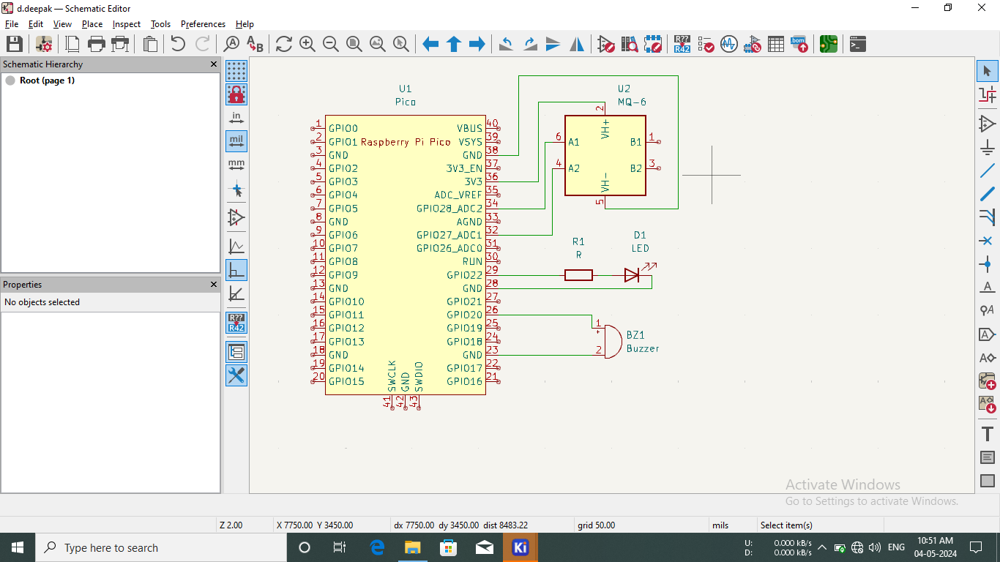 d.deepak — Schematic Editor
File Edit View Place Inspect Tools Preferences Help
R??
R42
bom
Schematic Hierarchy
Root (page 1)
Properties
No objects selected
in
mil
mm
R??
R42
U1
Pico
Raspberry Pi Pico
1 GPIO0
2 GPIO1
3 GND
4 GPIO2
5 GPIO3
6 GPIO4
7 GPIO5
8 GND
9 GPIO6
10 GPIO7
11 GPIO8
12 GPIO9
13 GND
14 GPIO10
15 GPIO11
16 GPIO12
17 GPIO13
18 GND
19 GPIO14
20 GPIO15
VBUS 40
VSYS 39
GND 38
3V3_EN 37
3V3 36
ADC_VREF 35
GPIO28_ADC2 34
AGND 33
GPIO27_ADC1 32
GPIO26_ADC0 31
RUN 30
GPIO22 29
GND 28
GPIO21 27
GPIO20 26
GPIO19 25
GPIO18 24
GND 23
GPIO17 22
GPIO16 21
SWCLK 41
GND 42
SWDIO 43
U2
MQ-6
2 VH+
6 A1
4 A2
B1 1
B2 3
VH- 5
R1
R
D1
LED
1
+
2
BZ1
Buzzer
Activate Windows
Go to Settings to activate Windows.
Z 2.00 X 7750.00 Y 3450.00 dx 7750.00 dy 3450.00 dist 8483.22 grid 50.00 mils Select item(s)
Type here to search
Ki
U: 0.000 kB/s
D: 0.000 kB/s
ENG
10:51 AM
04-05-2024